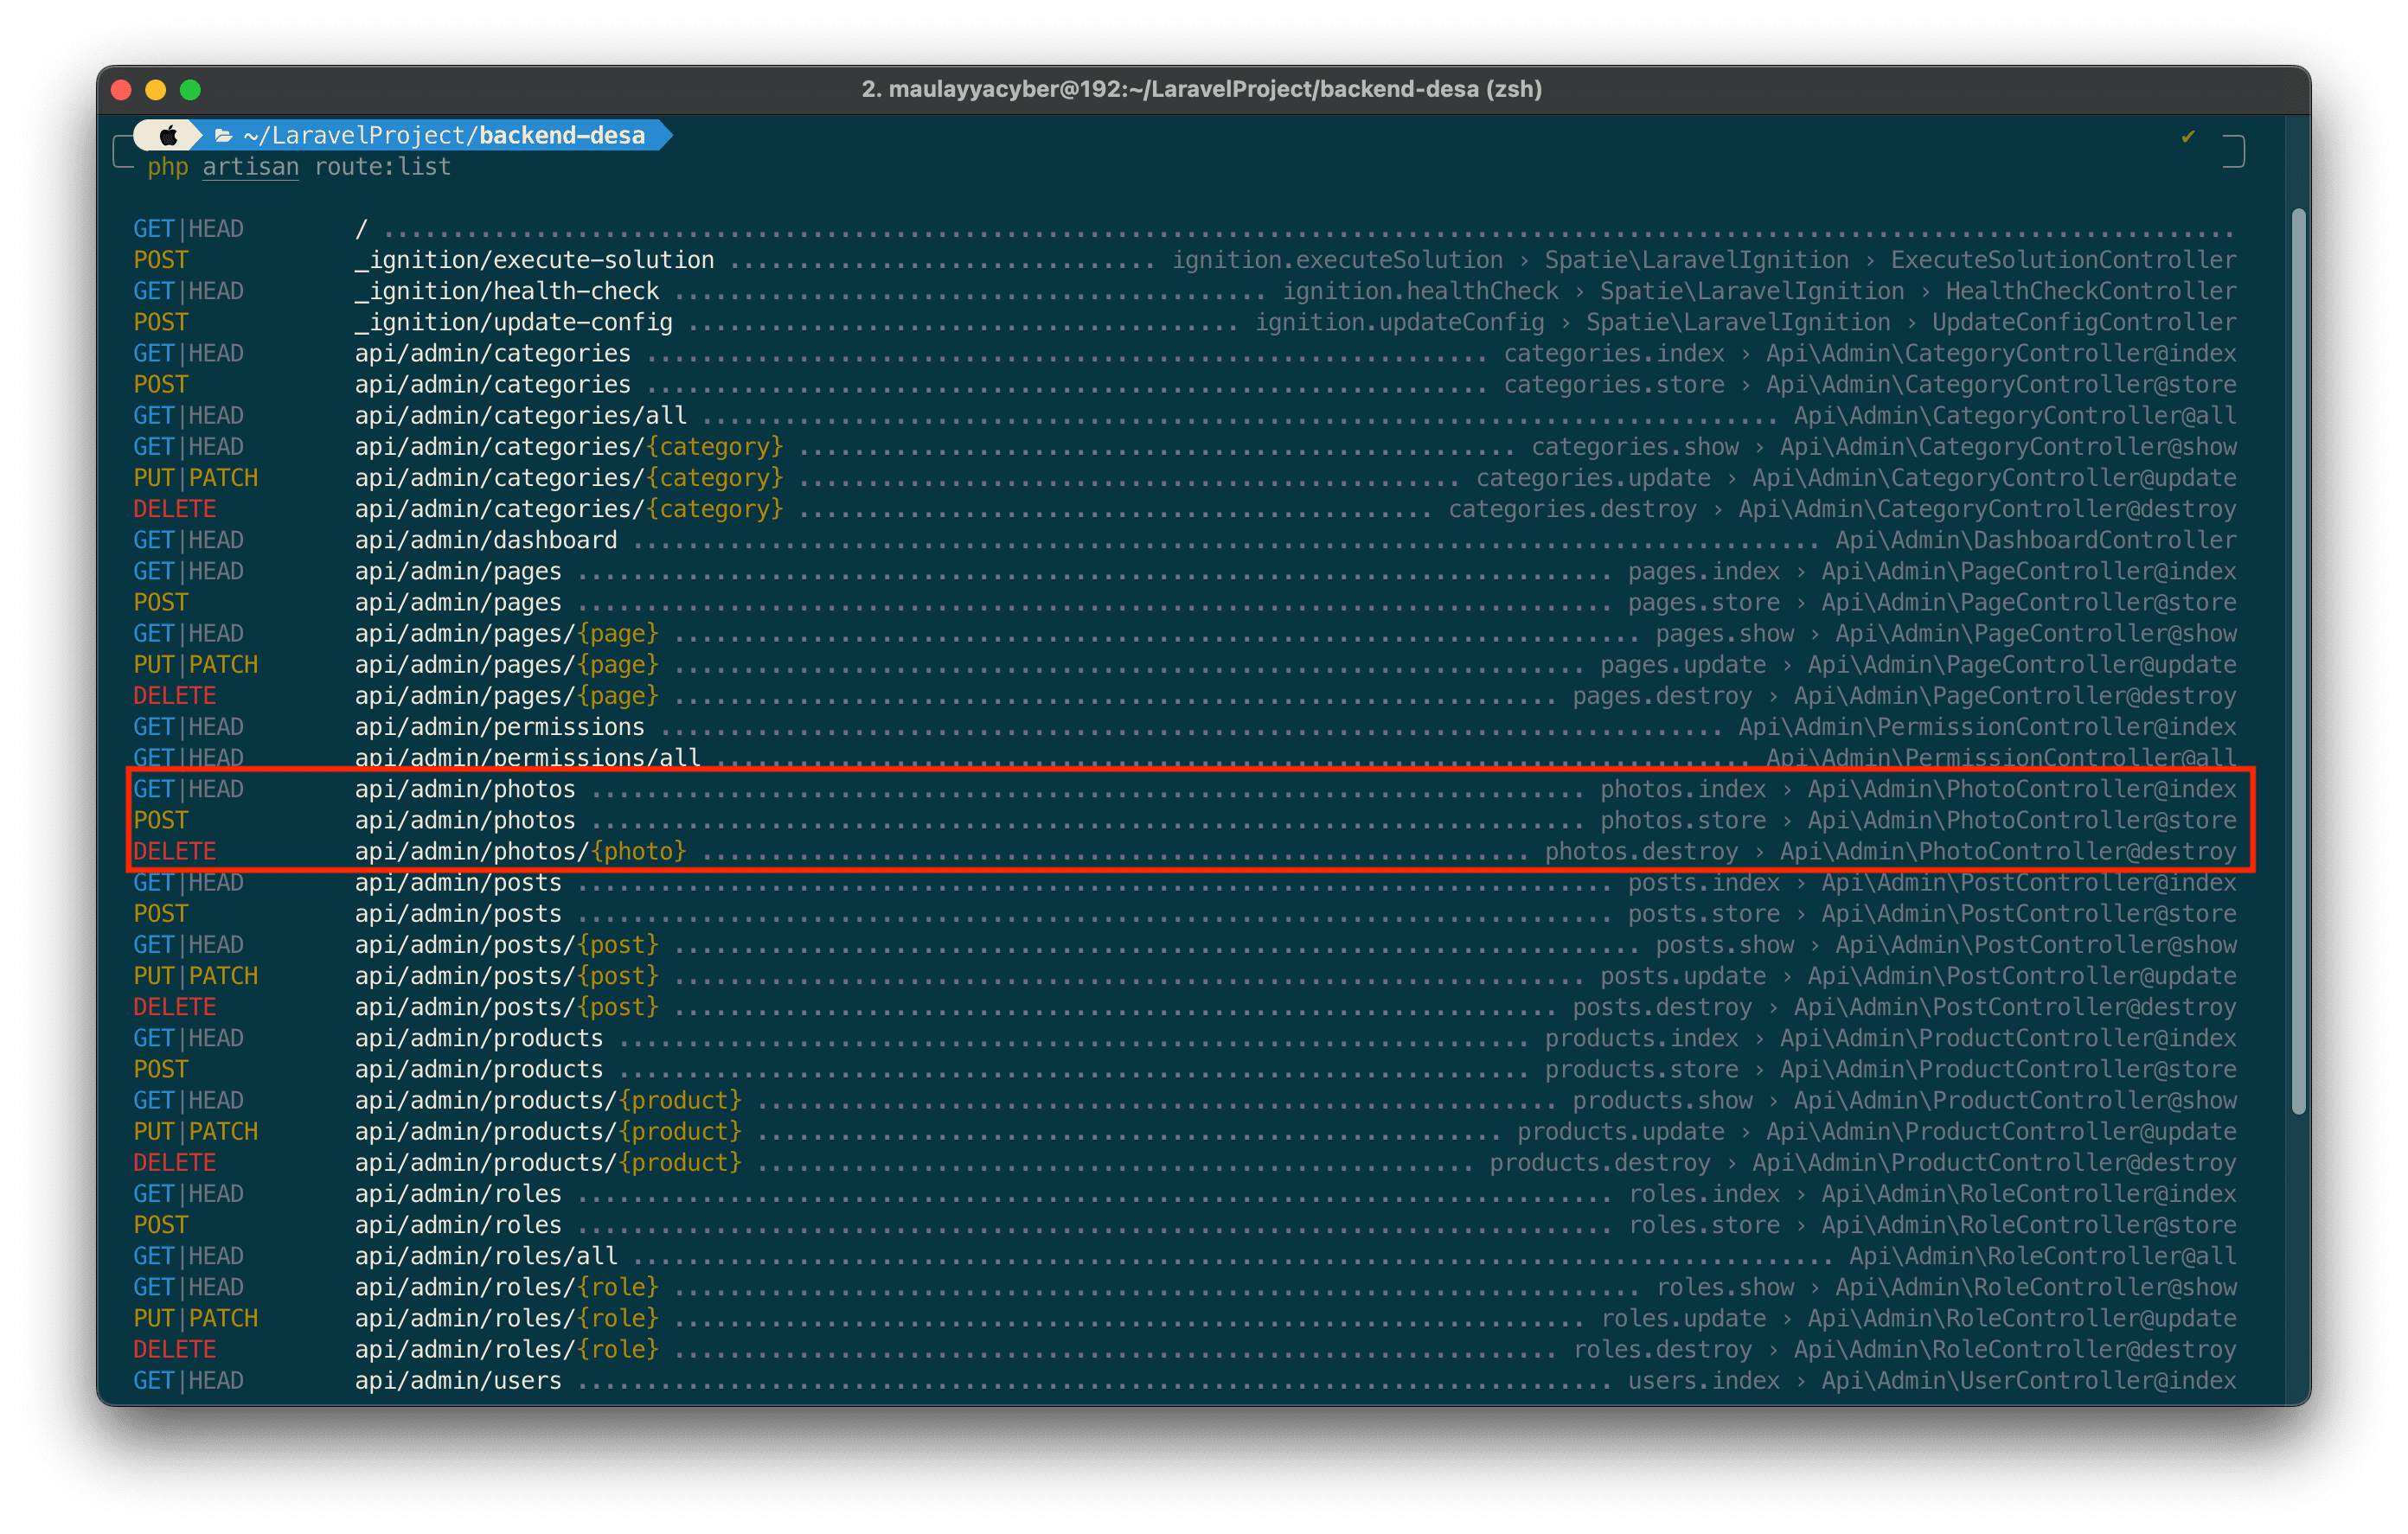 2. maulayyacyber@192:~/LaravelProject/backend-desa (zsh)
~/LaravelProject/backend-desa ✔
php artisan route:list
GET|HEAD / ........................................................................................................................................
POST _ignition/execute-solution ............................... ignition.executeSolution › Spatie\LaravelIgnition › ExecuteSolutionController
GET|HEAD _ignition/health-check ........................................... ignition.healthCheck › Spatie\LaravelIgnition › HealthCheckController
POST _ignition/update-config ........................................ ignition.updateConfig › Spatie\LaravelIgnition › UpdateConfigController
GET|HEAD api/admin/categories ............................................................. categories.index › Api\Admin\CategoryController@index
POST api/admin/categories ............................................................. categories.store › Api\Admin\CategoryController@store
GET|HEAD api/admin/categories/all .............................................................................. Api\Admin\CategoryController@all
GET|HEAD api/admin/categories/{category} .................................................... categories.show › Api\Admin\CategoryController@show
PUT|PATCH api/admin/categories/{category} ................................................ categories.update › Api\Admin\CategoryController@update
DELETE api/admin/categories/{category} .............................................. categories.destroy › Api\Admin\CategoryController@destroy
GET|HEAD api/admin/dashboard ...................................................................................... Api\Admin\DashboardController
GET|HEAD api/admin/pages ........................................................................... pages.index › Api\Admin\PageController@index
POST api/admin/pages ........................................................................... pages.store › Api\Admin\PageController@store
GET|HEAD api/admin/pages/{page} ...................................................................... pages.show › Api\Admin\PageController@show
PUT|PATCH api/admin/pages/{page} .................................................................. pages.update › Api\Admin\PageController@update
DELETE api/admin/pages/{page} ................................................................ pages.destroy › Api\Admin\PageController@destroy
GET|HEAD api/admin/permissions ............................................................................. Api\Admin\PermissionController@index
GET|HEAD api/admin/permissions/all ........................................................................... Api\Admin\PermissionController@all
GET|HEAD api/admin/photos ........................................................................ photos.index › Api\Admin\PhotoController@index
POST api/admin/photos ........................................................................ photos.store › Api\Admin\PhotoController@store
DELETE api/admin/photos/{photo} ............................................................ photos.destroy › Api\Admin\PhotoController@destroy
GET|HEAD api/admin/posts ........................................................................... posts.index › Api\Admin\PostController@index
POST api/admin/posts ........................................................................... posts.store › Api\Admin\PostController@store
GET|HEAD api/admin/posts/{post} ...................................................................... posts.show › Api\Admin\PostController@show
PUT|PATCH api/admin/posts/{post} .................................................................. posts.update › Api\Admin\PostController@update
DELETE api/admin/posts/{post} ................................................................ posts.destroy › Api\Admin\PostController@destroy
GET|HEAD api/admin/products .................................................................. products.index › Api\Admin\ProductController@index
POST api/admin/products .................................................................. products.store › Api\Admin\ProductController@store
GET|HEAD api/admin/products/{product} .......................................................... products.show › Api\Admin\ProductController@show
PUT|PATCH api/admin/products/{product} ...................................................... products.update › Api\Admin\ProductController@update
DELETE api/admin/products/{product} .................................................... products.destroy › Api\Admin\ProductController@destroy
GET|HEAD api/admin/roles ........................................................................... roles.index › Api\Admin\RoleController@index
POST api/admin/roles ........................................................................... roles.store › Api\Admin\RoleController@store
GET|HEAD api/admin/roles/all ....................................................................................... Api\Admin\RoleController@all
GET|HEAD api/admin/roles/{role} ...................................................................... roles.show › Api\Admin\RoleController@show
PUT|PATCH api/admin/roles/{role} .................................................................. roles.update › Api\Admin\RoleController@update
DELETE api/admin/roles/{role} ................................................................ roles.destroy › Api\Admin\RoleController@destroy
GET|HEAD api/admin/users ........................................................................... users.index › Api\Admin\UserController@index